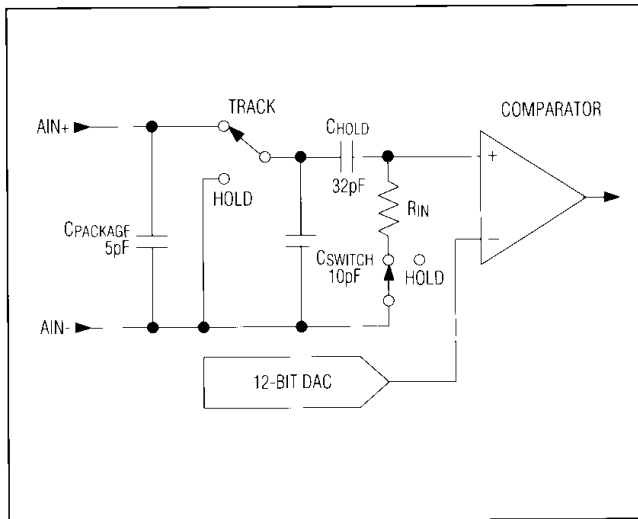 TRACK
COMPARATOR
AIN+
CHOLD
32pF
+
HOLD
RIN
CPACKAGE
5pF
CSWITCH
10pF
HOLD
−
AIN-
12-BIT DAC